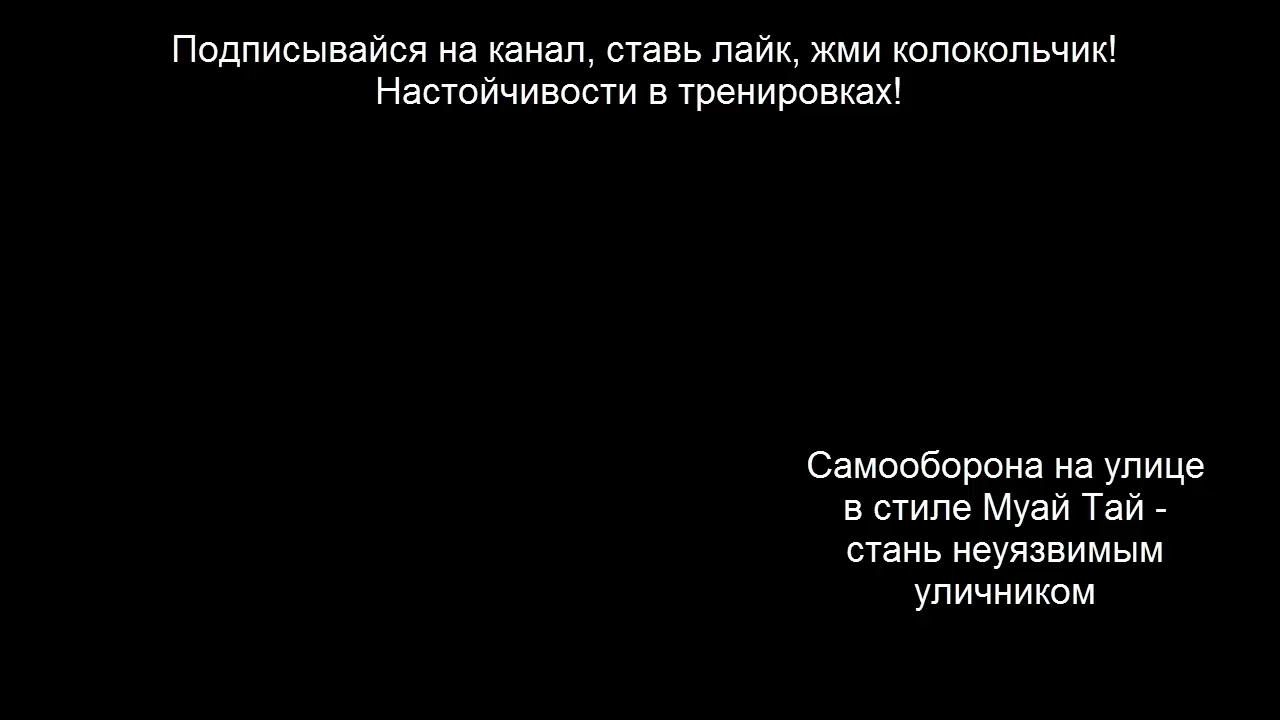 Подписывайся на канал, ставь лайк, жми колокольчик!
Настойчивости в тренировках!
Самооборона на улице
в стиле Муай Тай -
стань неуязвимым
уличником